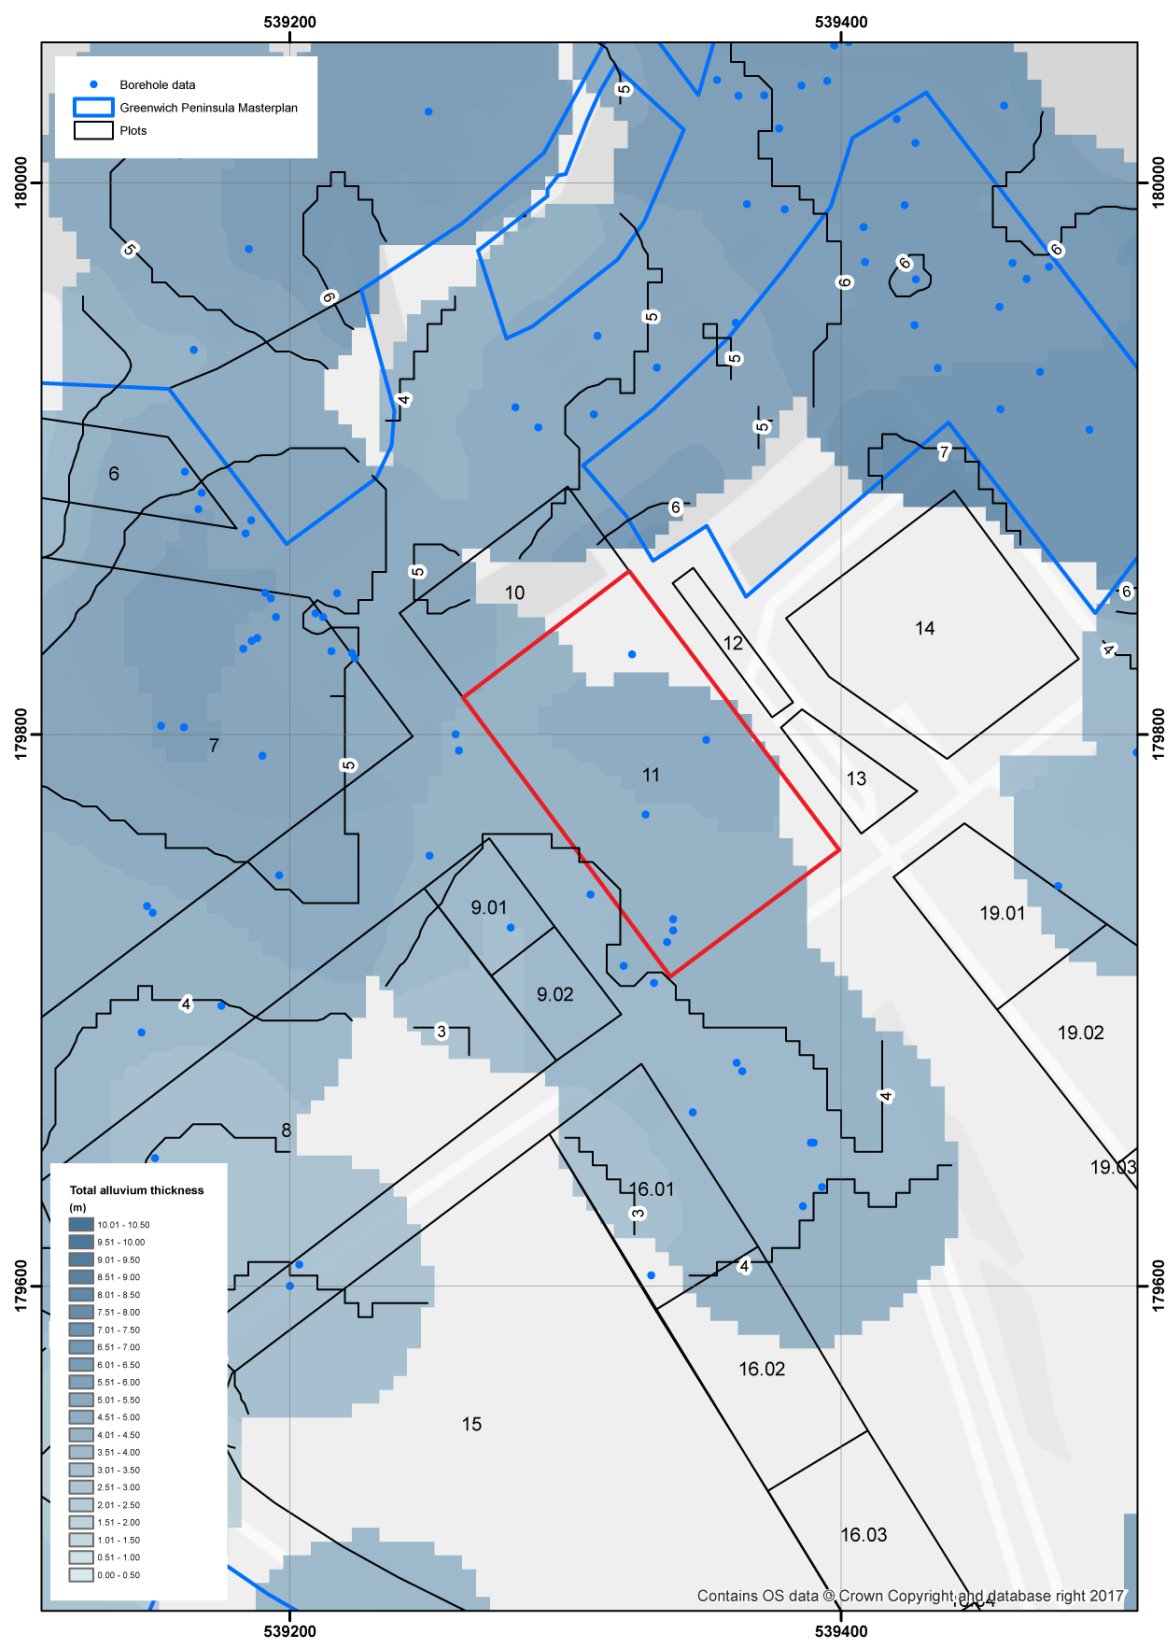 539200
539400
Borehole data
Greenwich Peninsula Masterplan
Plots
5
180000
180000
5
6
6
6
6
5
5
4
5
7
6
6
5
10
6
12
14
4
179800
179800
7
11
13
5
9.01
19.01
9.02
4
3
19.02
4
8
19.03
16.01
3
4
Total alluvium thickness
(m)
10.01 - 10.50
9.51 - 10.00
9.01 - 9.50
8.51 - 9.00
8.01 - 8.50
7.51 - 8.00
7.01 - 7.50
6.51 - 7.00
6.01 - 6.50
5.51 - 6.00
5.01 - 5.50
4.51 - 5.00
4.01 - 4.50
3.51 - 4.00
3.01 - 3.50
2.51 - 3.00
2.01 - 2.50
1.51 - 2.00
1.01 - 1.50
0.51 - 1.00
0.00 - 0.50
179600
179600
16.02
15
16.03
Contains OS data © Crown Copyright and database right 2017
539200
539400